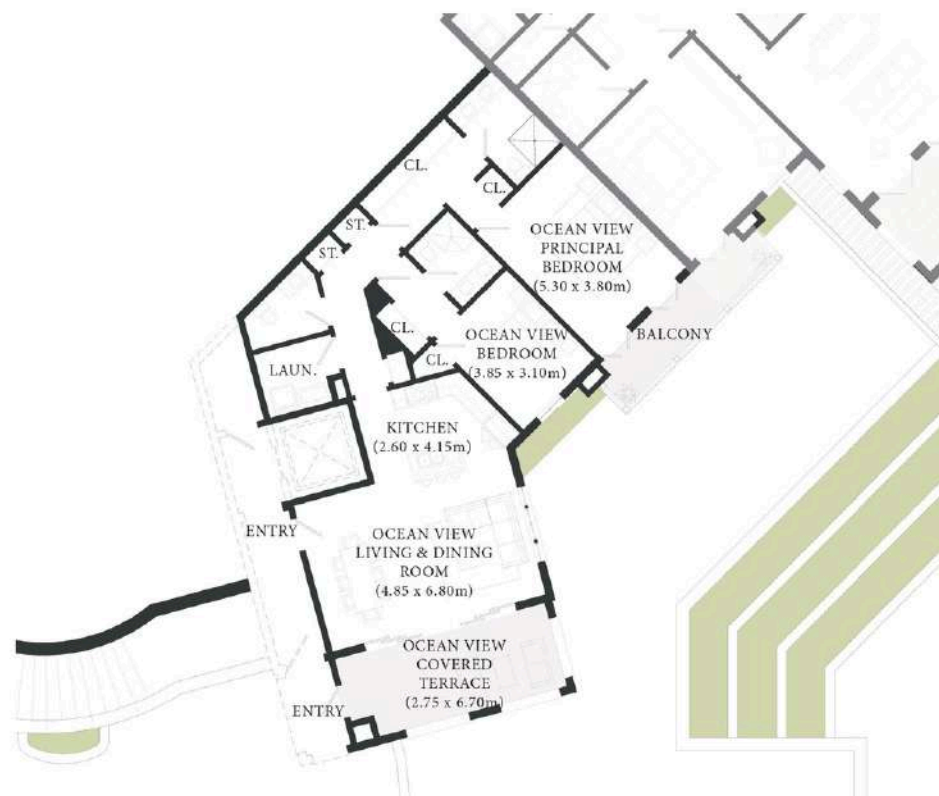 CL.
CL.
ST.
ST.
OCEAN VIEW
PRINCIPAL
BEDROOM
(5.30 x 3.80m)
BALCONY
CL.
OCEAN VIEW
BEDROOM
(3.85 x 3.10m)
CL.
LAUN.
KITCHEN
(2.60 x 4.15m)
ENTRY
OCEAN VIEW
LIVING & DINING
ROOM
(4.85 x 6.80m)
OCEAN VIEW
COVERED
TERRACE
(2.75 x 6.70m)
ENTRY